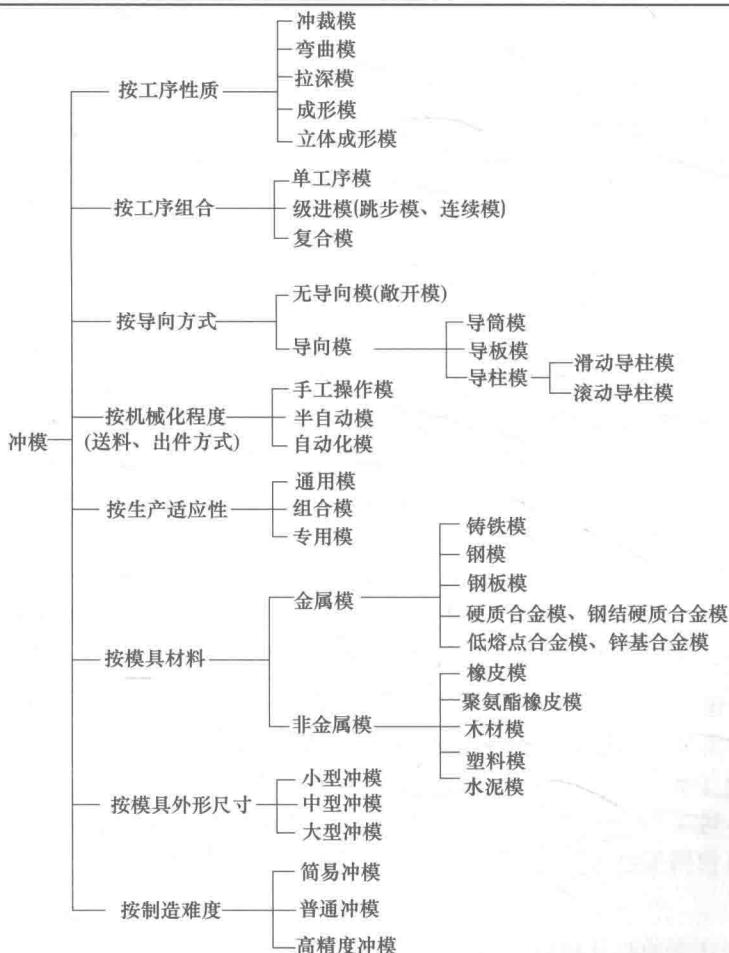 冲裁模
弯曲模
按工序性质
拉深模
成形模
立体成形模
单工序模
按工序组合
级进模(跳步模、连续模)
复合模
无导向模(敞开模)
按导向方式
导筒模
导向模
导板模
滑动导柱模
导柱模
滚动导柱模
手工操作模
按机械化程度
半自动模
冲模
(送料、出件方式)
自动化模
通用模
按生产适应性
组合模
专用模
铸铁模
钢模
钢板模
金属模
硬质合金模、钢结硬质合金模
低熔点合金模、锌基合金模
按模具材料
橡皮模
聚氨酯橡皮模
非金属模
木材模
塑料模
水泥模
小型冲模
按模具外形尺寸
中型冲模
大型冲模
简易冲模
按制造难度
普通冲模
高精度冲模